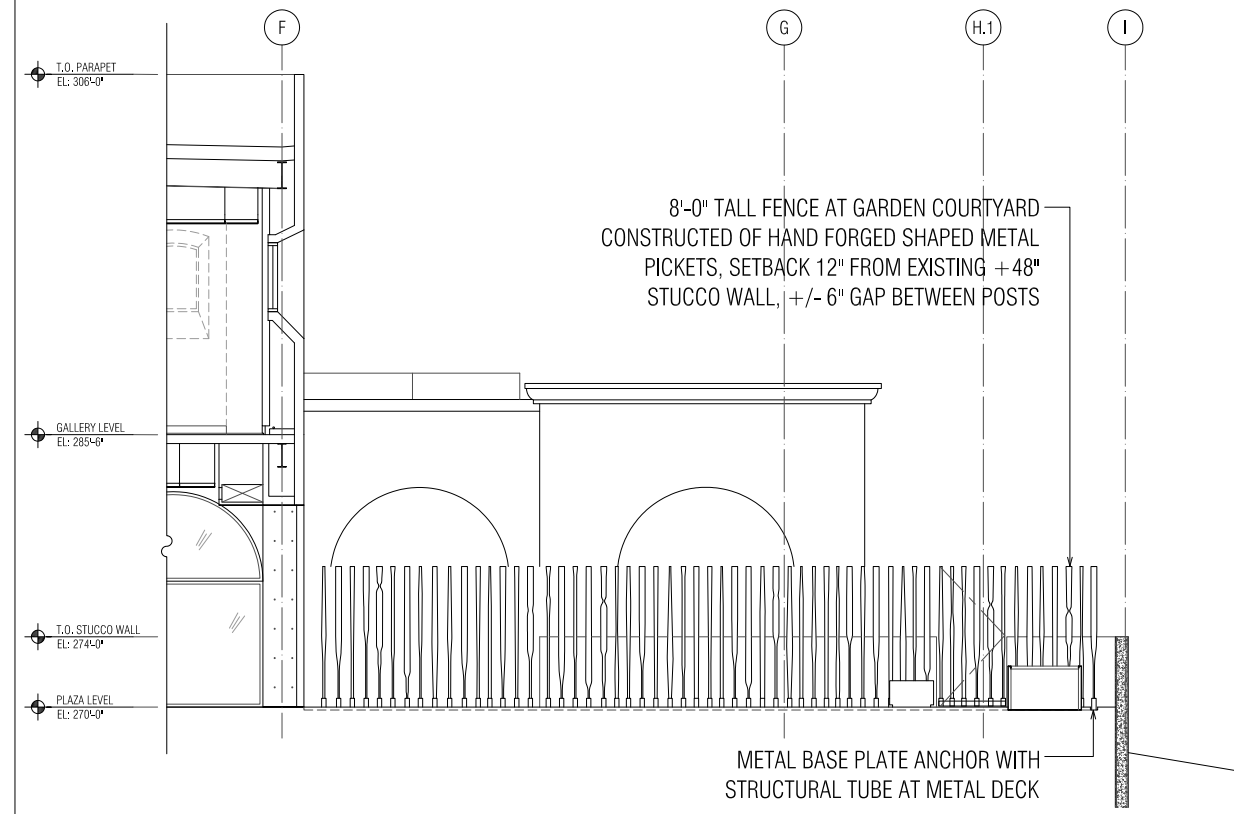 F
G
H.1
I
T.O. PARAPET
EL: 306'-0"
8'-0" TALL FENCE AT GARDEN COURTYARD
CONSTRUCTED OF HAND FORGED SHAPED METAL
PICKETS, SETBACK 12" FROM EXISTING +48"
STUCCO WALL, +/- 6" GAP BETWEEN POSTS
GALLERY LEVEL
EL: 285'-6"
T.O. STUCCO WALL
EL: 274'-0"
PLAZA LEVEL
EL: 270'-0"
METAL BASE PLATE ANCHOR WITH
STRUCTURAL TUBE AT METAL DECK